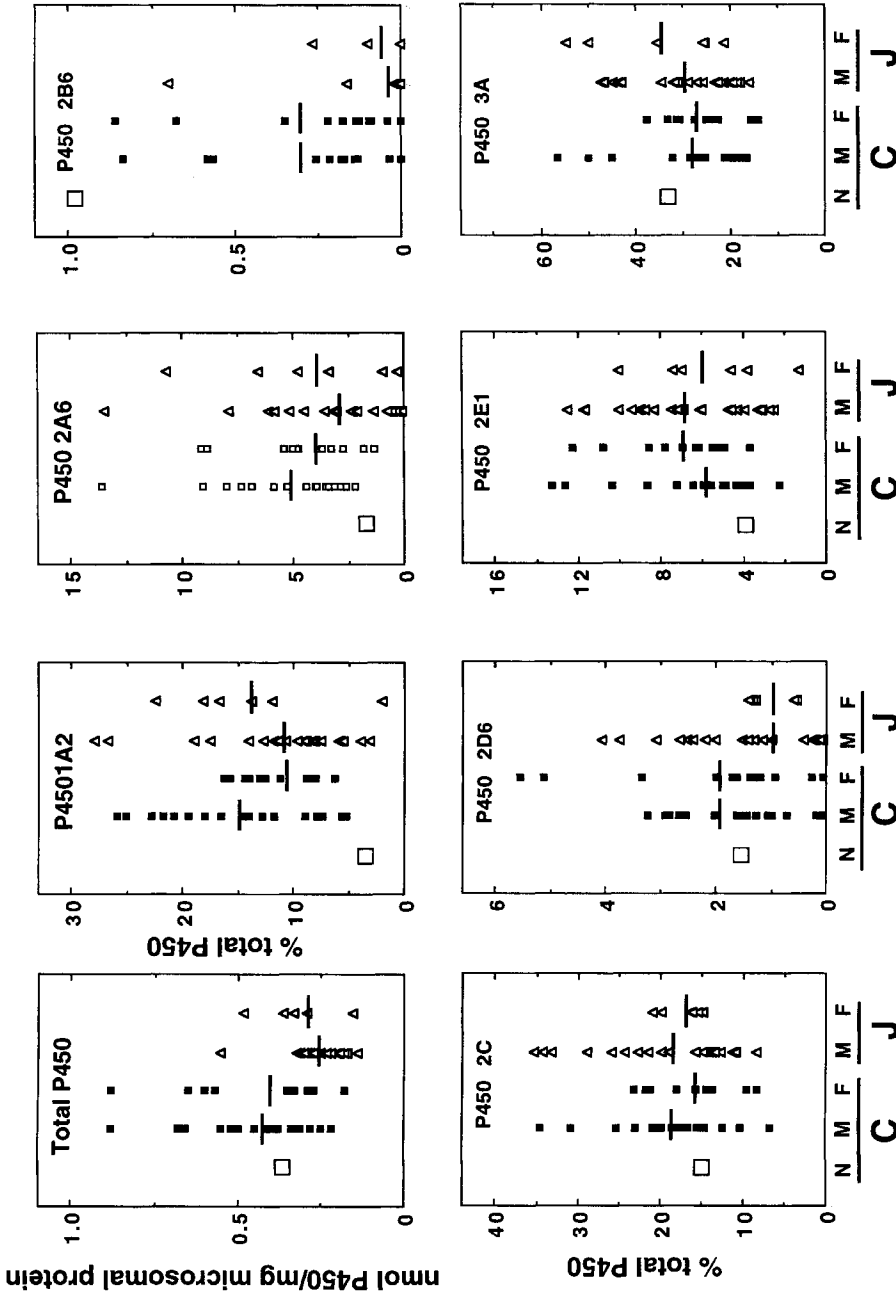 nmol P450/mg microsomal protein
Total P450
1.0
0.5
0
% total P450
P4501A2
30
20
10
0
P450 2A6
15
10
5
0
P450 2B6
1.0
0.5
0
% total P450
P450 2C
40
30
20
10
0
N M F M F
C J
P450 2D6
6
4
2
0
N M F M F
C J
P450 2E1
16
12
8
4
0
N M F M F
C J
P450 3A
60
40
20
0
N M F M F
C J